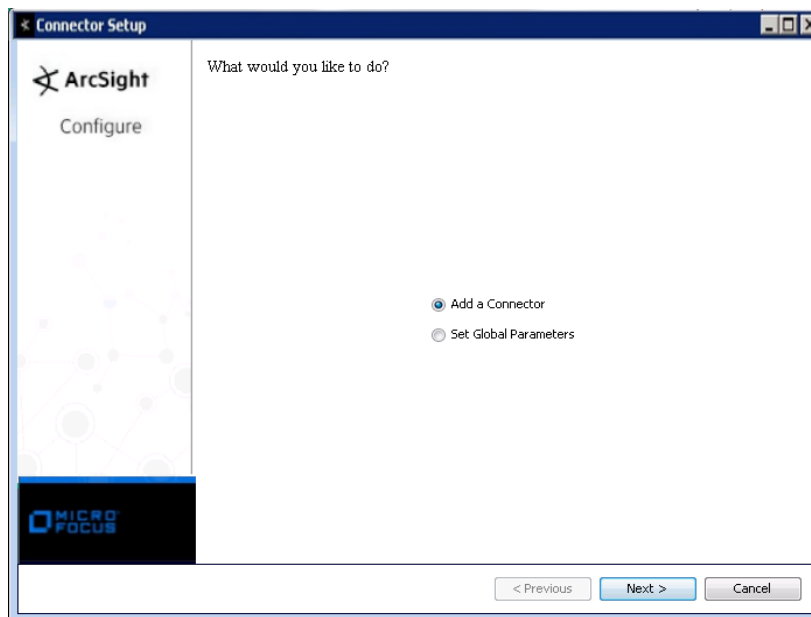 Connector Setup
ArcSight
Configure
What would you like to do?
Add a Connector
Set Global Parameters
MICRO
FOCUS
< Previous
Next >
Cancel